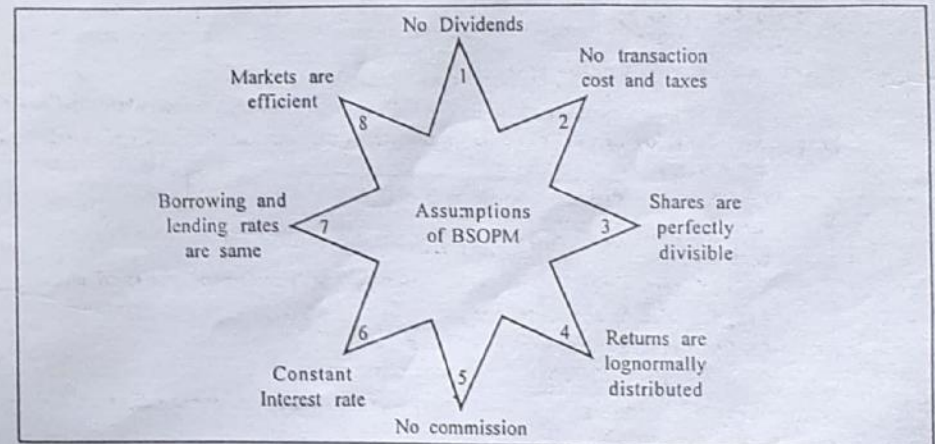 No Dividends
1
No transaction
cost and taxes
2
Shares are
perfectly
divisible
3
Returns are
lognormally
distributed
4
No commission
5
Constant
Interest rate
6
Borrowing and
lending rates
are same
7
Markets are
efficient
8
Assumptions
of BSOPM